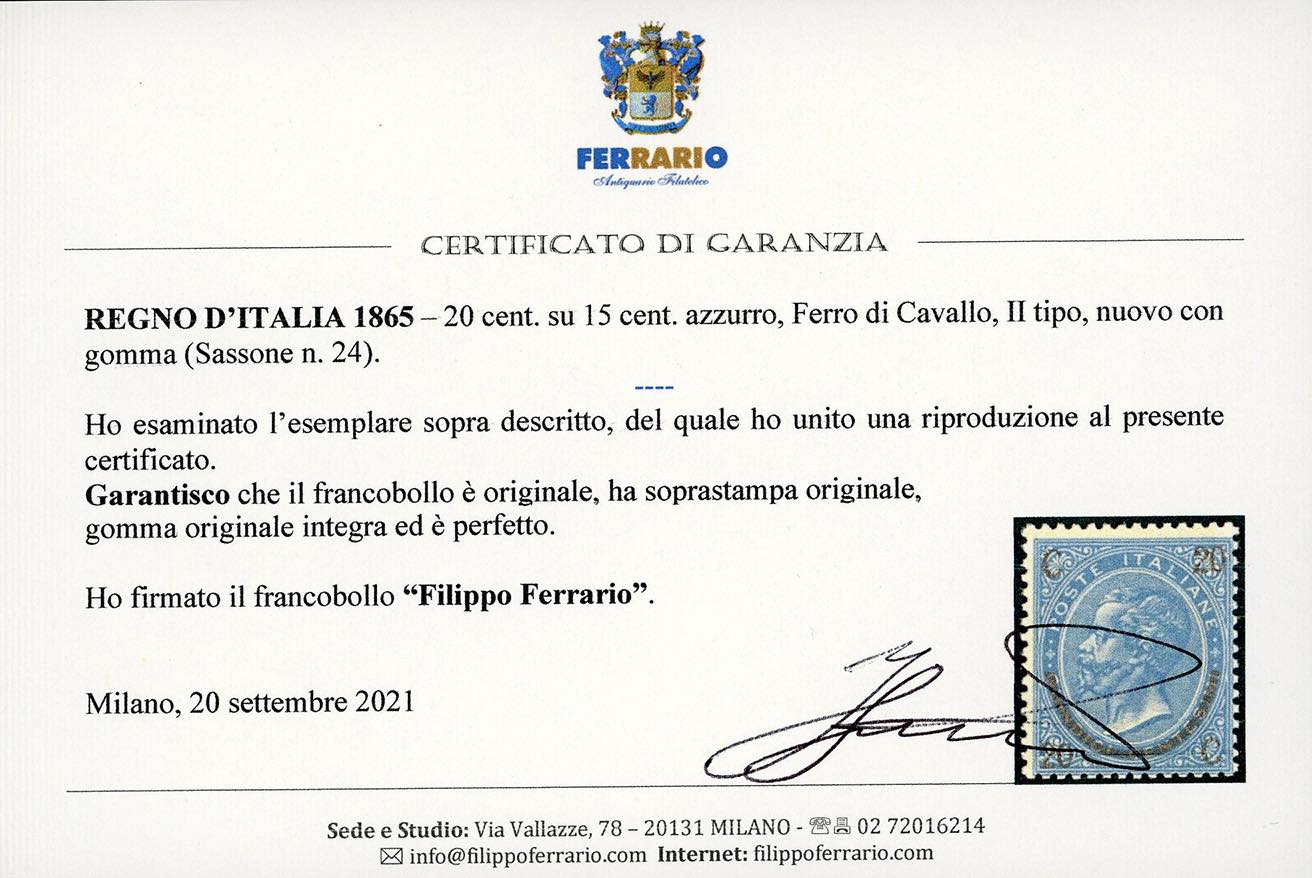 FERRARIO
Antiquario Filatelico
CERTIFICATO DI GARANZIA
REGNO D’ITALIA 1865 – 20 cent. su 15 cent. azzurro, Ferro di Cavallo, II tipo, nuovo con
gomma (Sassone n. 24).
----
Ho esaminato l’esemplare sopra descritto, del quale ho unito una riproduzione al presente
certificato.
Garantisco che il francobollo è originale, ha soprastampa originale,
gomma originale integra ed è perfetto.
Ho firmato il francobollo “Filippo Ferrario”.
C 20
POSTE ITALIANE
20 C
Milano, 20 settembre 2021
Sede e Studio: Via Vallazze, 78 – 20131 MILANO - 02 72016214
info@filippoferrario.com Internet: filippoferrario.com